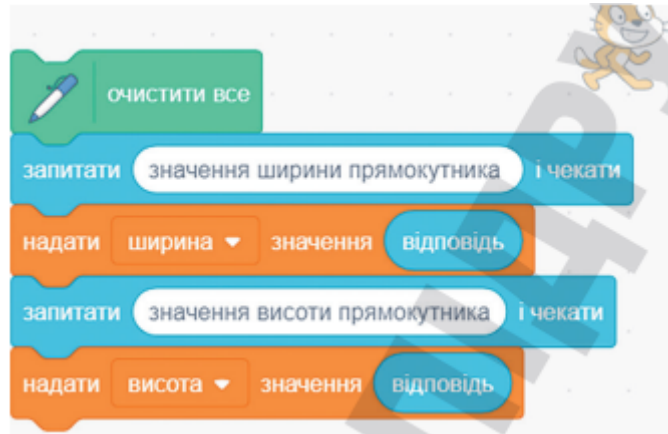 очистити все
запитати значення ширини прямокутника і чекати
надати ширина значення відповідь
запитати значення висоти прямокутника і чекати
надати висота значення відповідь